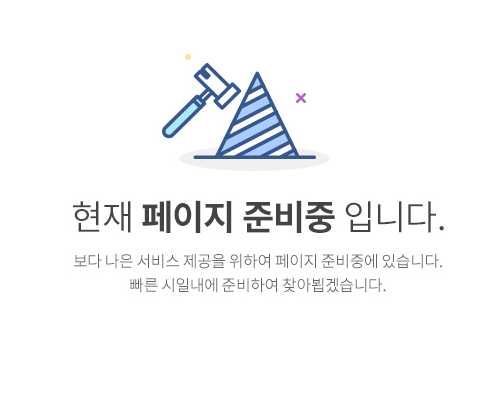 현재 페이지 준비중 입니다.
보다 나은 서비스 제공을 위하여 페이지 준비중에 있습니다.
빠른 시일내에 준비하여 찾아뵙겠습니다.